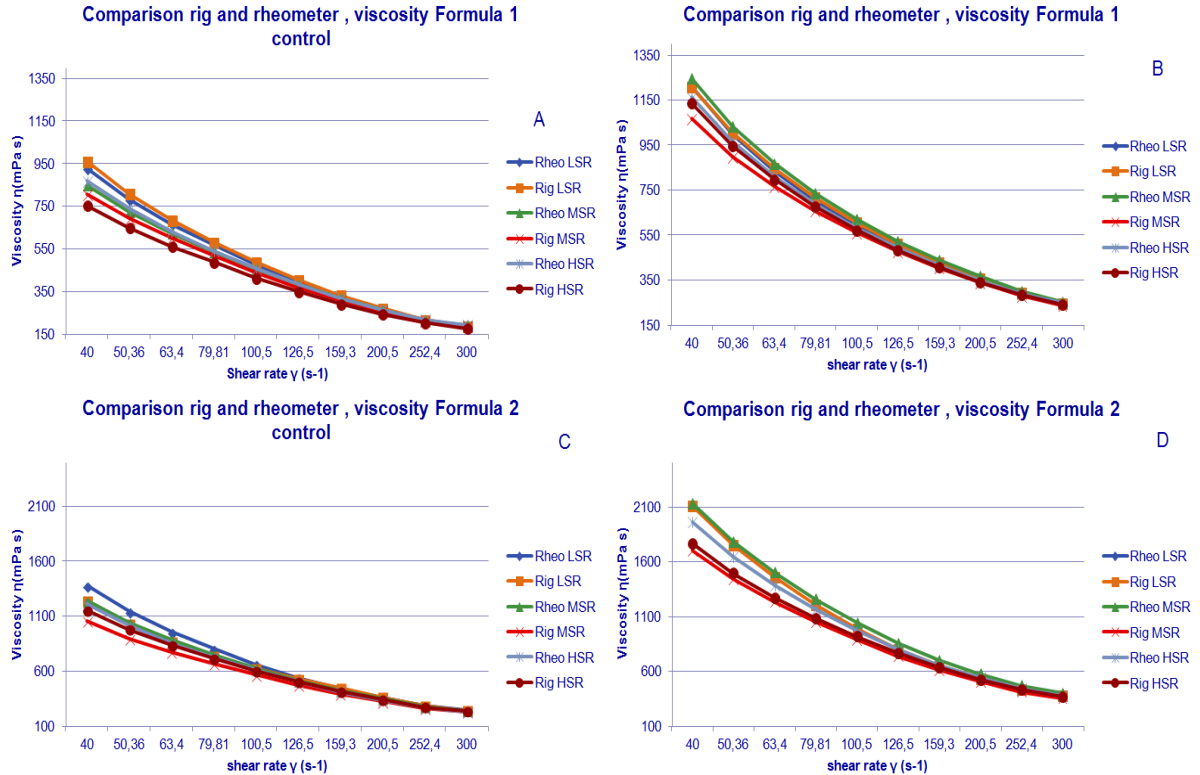 Comparison rig and rheometer , viscosity Formula 1
control
A
Viscosity η(mPa s)
1350
1150
950
750
550
350
150
40 50,36 63,4 79,81 100,5 126,5 159,3 200,5 252,4 300
Shear rate γ (s-1)
Rheo LSR
Rig LSR
Rheo MSR
Rig MSR
Rheo HSR
Rig HSR
Comparison rig and rheometer , viscosity Formula 1
B
Viscosity η(mPa s)
1350
1150
950
750
550
350
150
40 50,36 63,4 79,81 100,5 126,5 159,3 200,5 252,4 300
shear rate γ (s-1)
Rheo LSR
Rig LSR
Rheo MSR
Rig MSR
Rheo HSR
Rig HSR
Comparison rig and rheometer , viscosity Formula 2
control
C
Viscosity η(mPa s)
2100
1600
1100
600
100
40 50,36 63,4 79,81 100,5 126,5 159,3 200,5 252,4 300
shear rate γ (s-1)
Rheo LSR
Rig LSR
Rheo MSR
Rig MSR
Rheo HSR
Rig HSR
Comparison rig and rheometer , viscosity Formula 2
D
Viscosity η(mPa s)
2100
1600
1100
600
100
40 50,36 63,4 79,81 100,5 126,5 159,3 200,5 252,4 300
shear rate γ (s-1)
Rheo LSR
Rig LSR
Rheo MSR
Rig MSR
Rheo HSR
Rig HSR